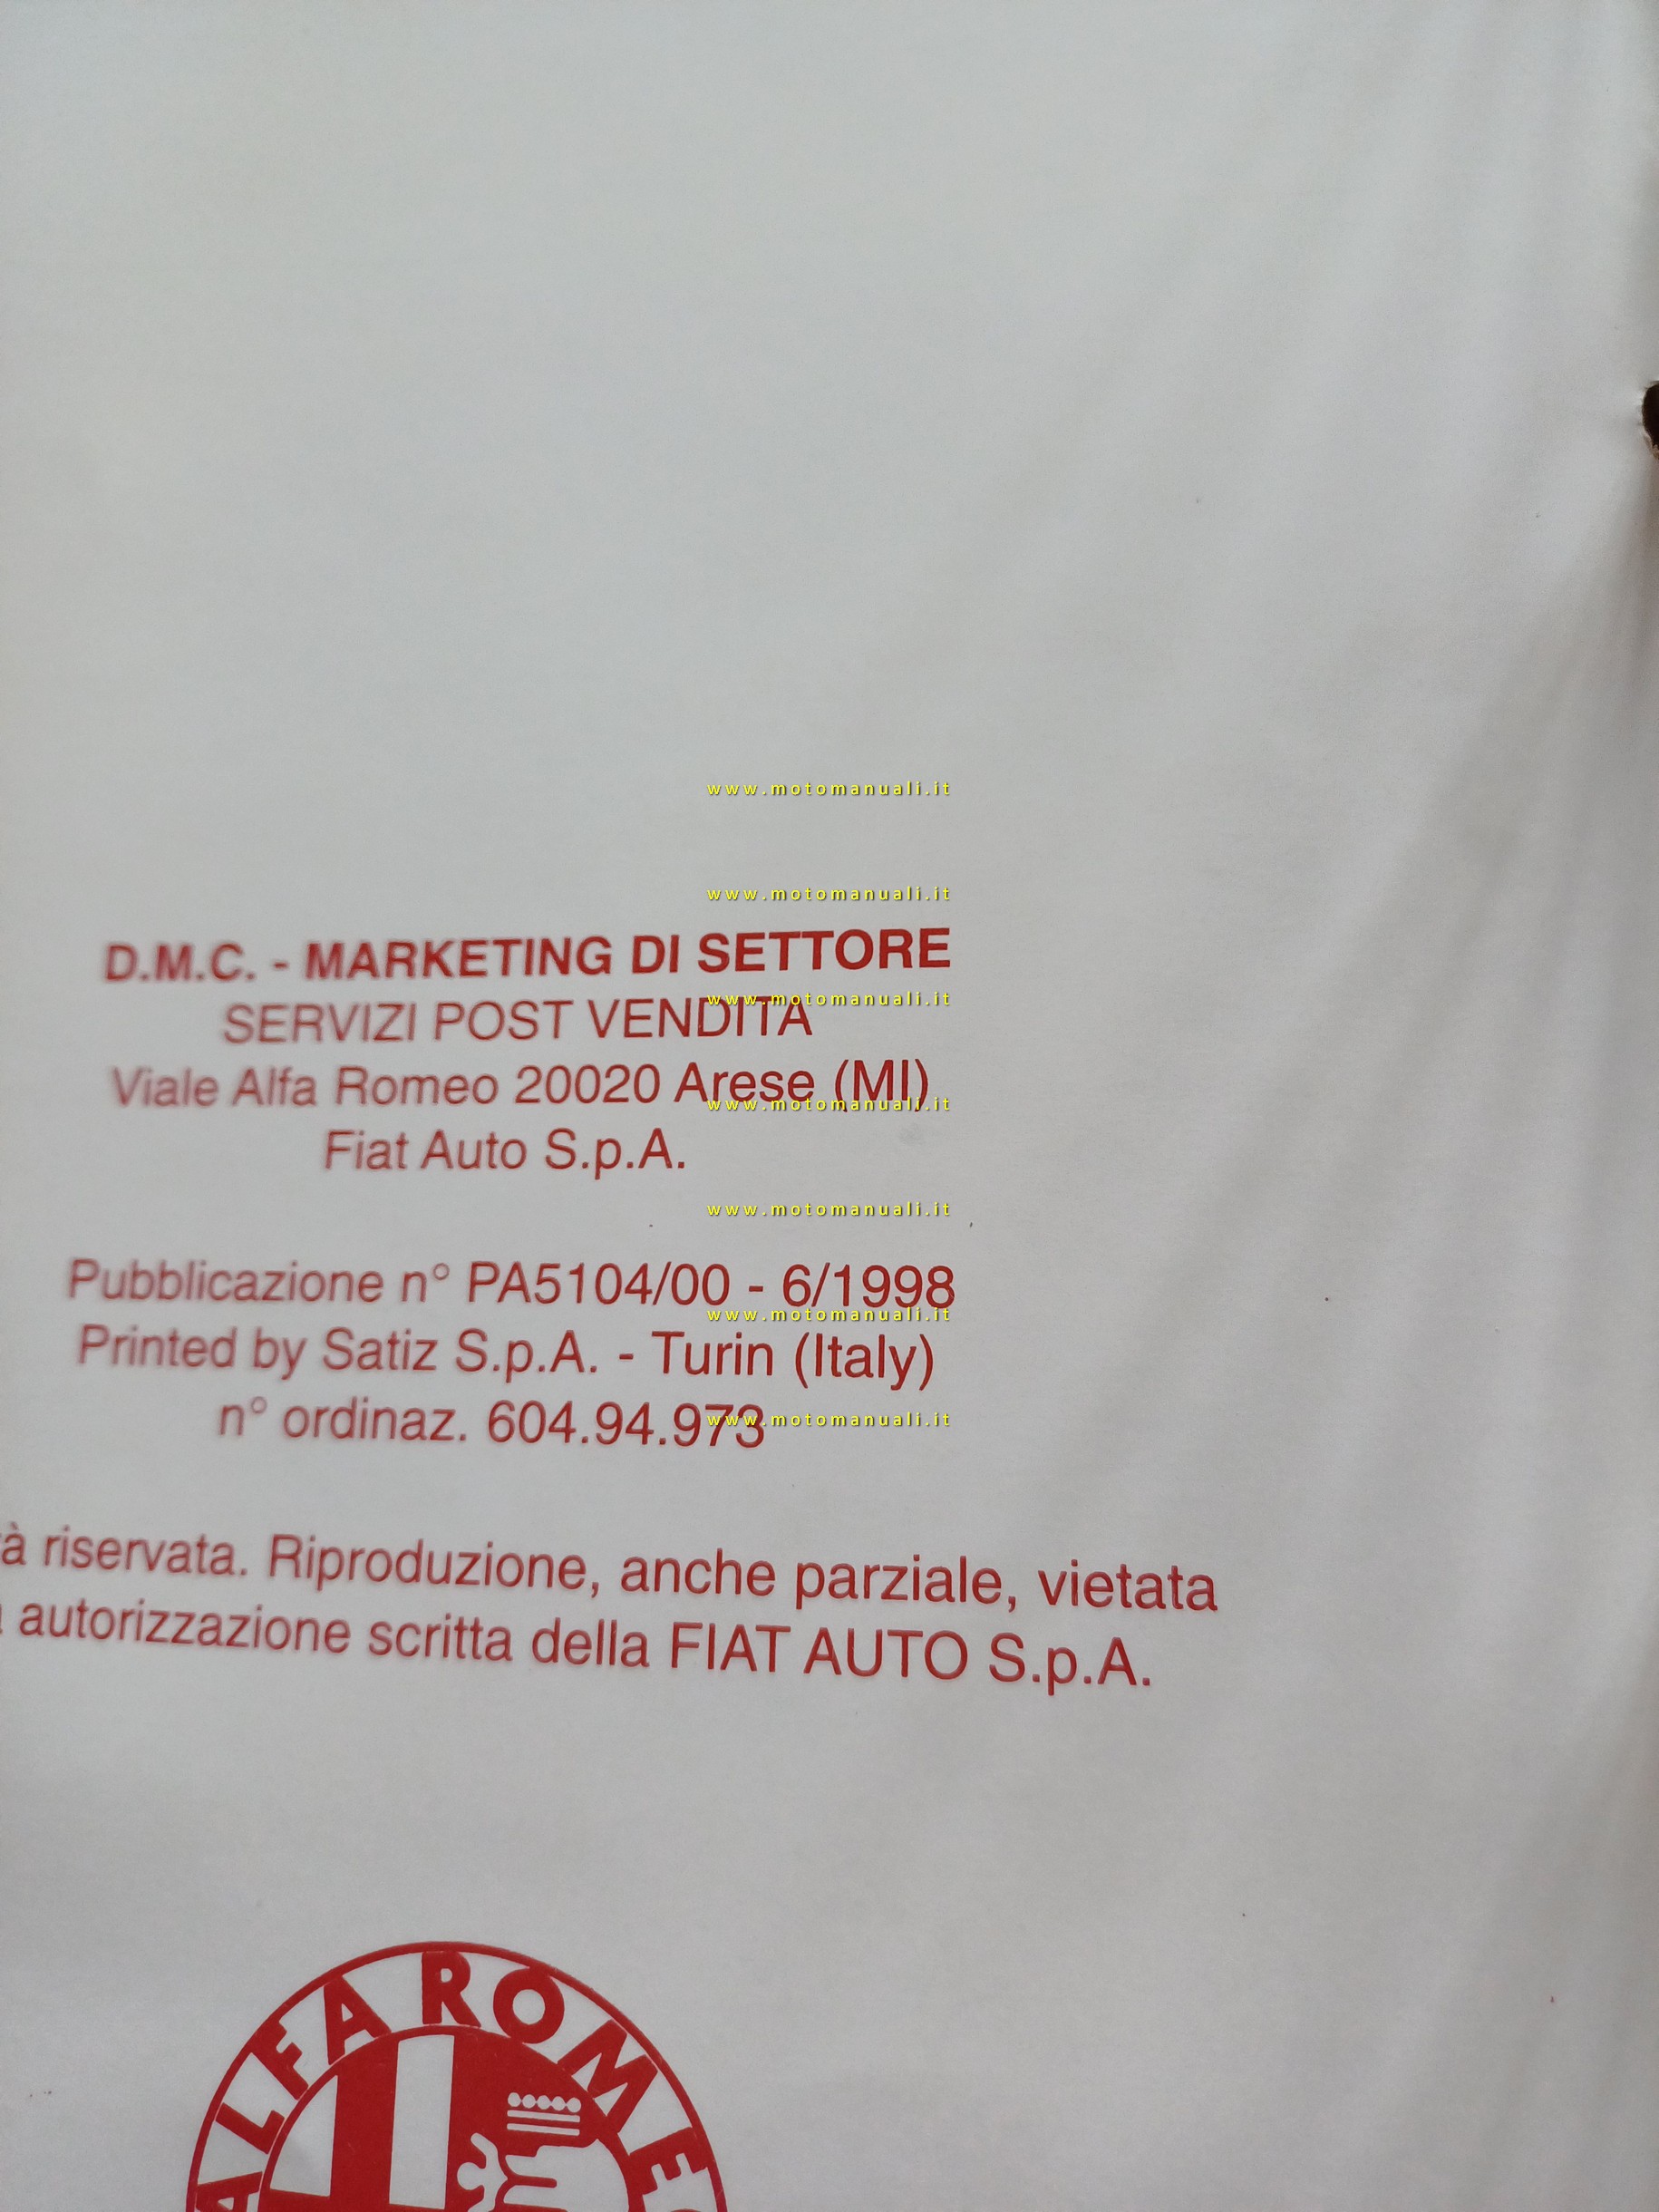 www.motomanuali.it
www.motomanuali.it
D.M.C. - MARKETING DI SETTORE
www.motomanuali.it
SERVIZI POST VENDITA
Viale Alfa Romeo 20020 Arese (MI)
www.motomanuali.it
Fiat Auto S.p.A.
www.motomanuali.it
Pubblicazione n° PA5104/00 - 6/1998
www.motomanuali.it
Printed by Satiz S.p.A. - Turin (Italy)
n° ordinaz. 604.94.973
www.motomanuali.it
à riservata. Riproduzione, anche parziale, vietata
autorizzazione scritta della FIAT AUTO S.p.A.
ALFA ROMEO